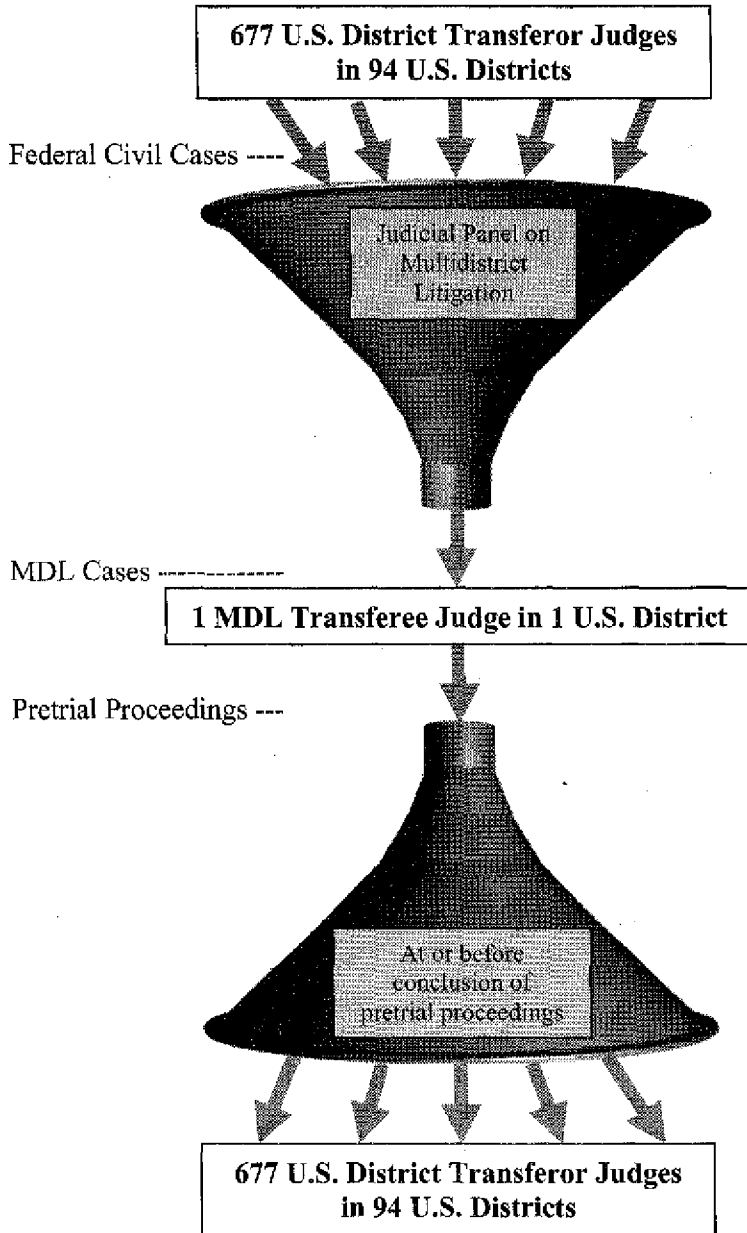 677 U.S. District Transferor Judges
in 94 U.S. Districts
Federal Civil Cases ----
Judicial Panel on
Multidistrict
Litigation
MDL Cases -------------
1 MDL Transferee Judge in 1 U.S. District
Pretrial Proceedings ---
At or before
conclusion of
pretrial proceedings
677 U.S. District Transferor Judges
in 94 U.S. Districts